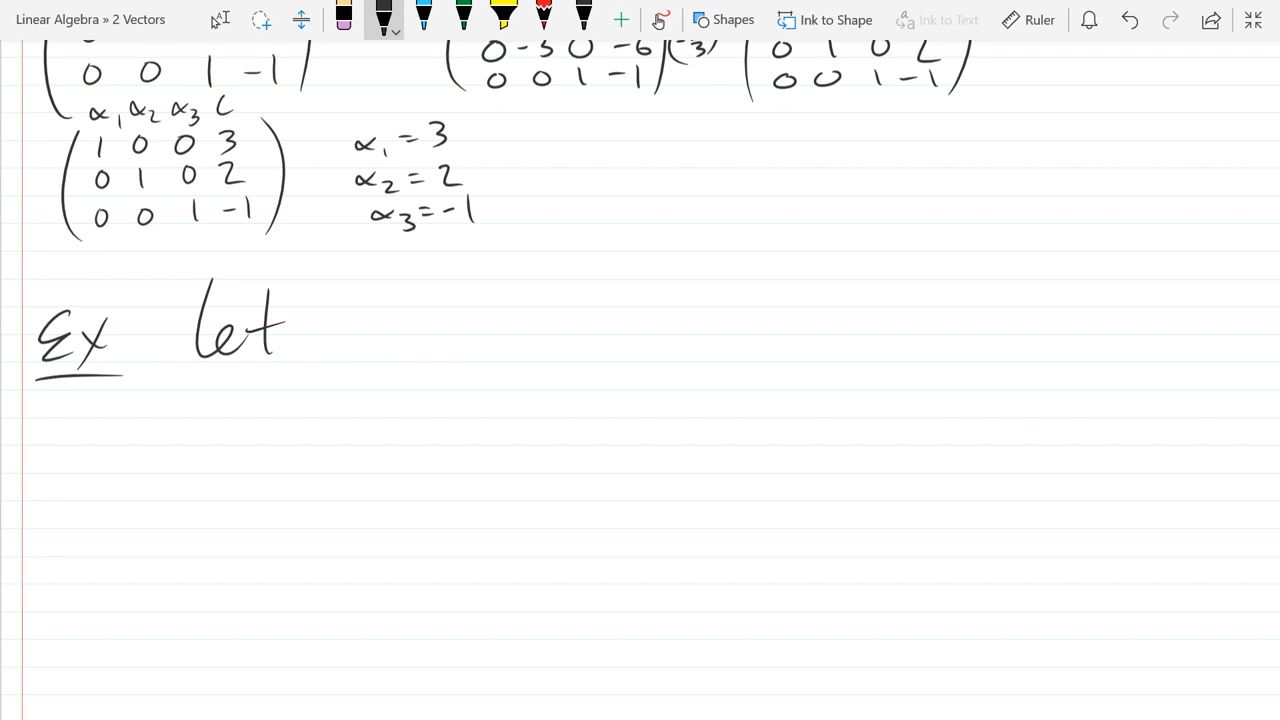 Linear Algebra » 2 Vectors Shapes Ink to Shape Ink to Text Ruler
0 -3 0 -6 (-1/3) 0 1 0 2
0 0 1 -1 0 0 1 -1 0 0 1 -1
α₁ α₂ α₃ C
1 0 0 3 α₁ = 3
0 1 0 2 α₂ = 2
0 0 1 -1 α₃ = -1
Ex let